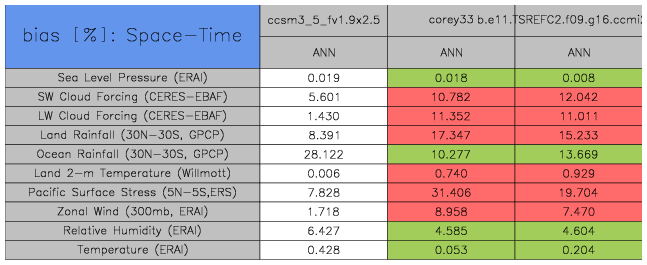 bias [%]: Space-Time ccsm3_5_fv1.9x2.5 corey33 b.e11.TSREFC2.f09.g16.ccmi2
ANN ANN ANN
Sea Level Pressure (ERAI) 0.019 0.018 0.008
SW Cloud Forcing (CERES-EBAF) 5.601 10.782 12.042
LW Cloud Forcing (CERES-EBAF) 1.430 11.352 11.011
Land Rainfall (30N-30S, GPCP) 8.391 17.347 15.233
Ocean Rainfall (30N-30S, GPCP) 28.122 10.277 13.669
Land 2-m Temperature (Willmott) 0.006 0.740 0.929
Pacific Surface Stress (5N-5S,ERS) 7.828 31.406 19.704
Zonal Wind (300mb, ERAI) 1.718 8.958 7.470
Relative Humidity (ERAI) 6.427 4.585 4.604
Temperature (ERAI) 0.428 0.053 0.204